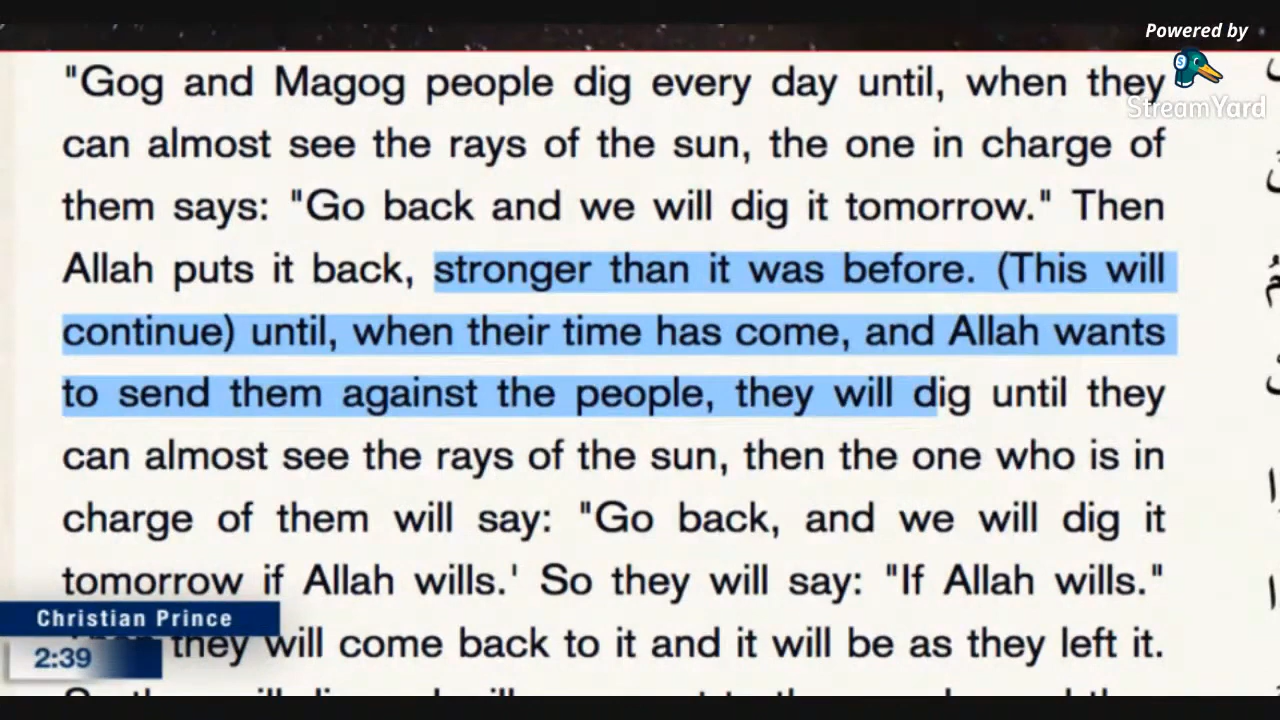 Powered by
StreamYard
"Gog and Magog people dig every day until, when they
can almost see the rays of the sun, the one in charge of
them says: "Go back and we will dig it tomorrow." Then
Allah puts it back, stronger than it was before. (This will
continue) until, when their time has come, and Allah wants
to send them against the people, they will dig until they
can almost see the rays of the sun, then the one who is in
charge of them will say: "Go back, and we will dig it
tomorrow if Allah wills.' So they will say: "If Allah wills."
Christian Prince
they will come back to it and it will be as they left it.
2:39